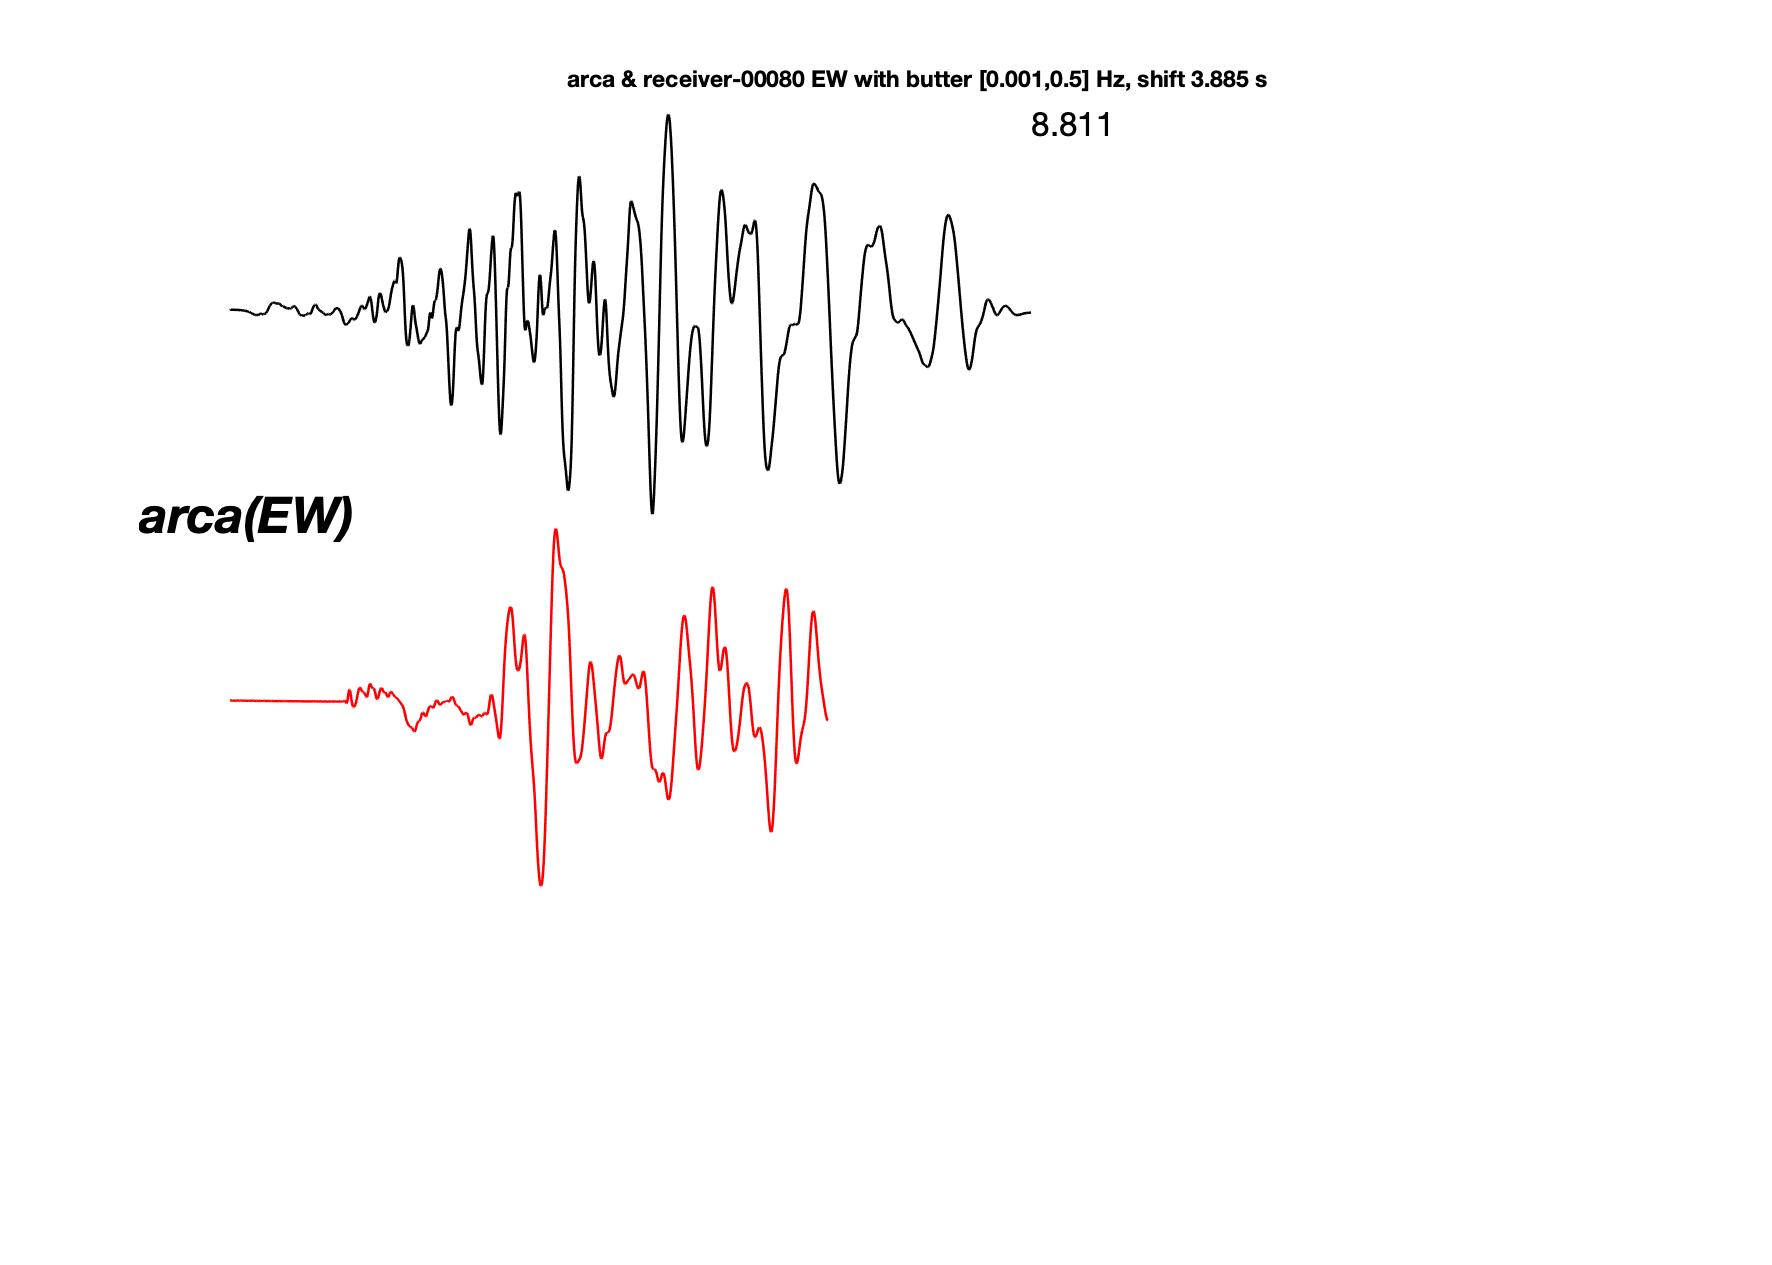 arca & receiver-00080 EW with butter [0.001,0.5] Hz, shift 3.885 s
8.811
arca(EW)